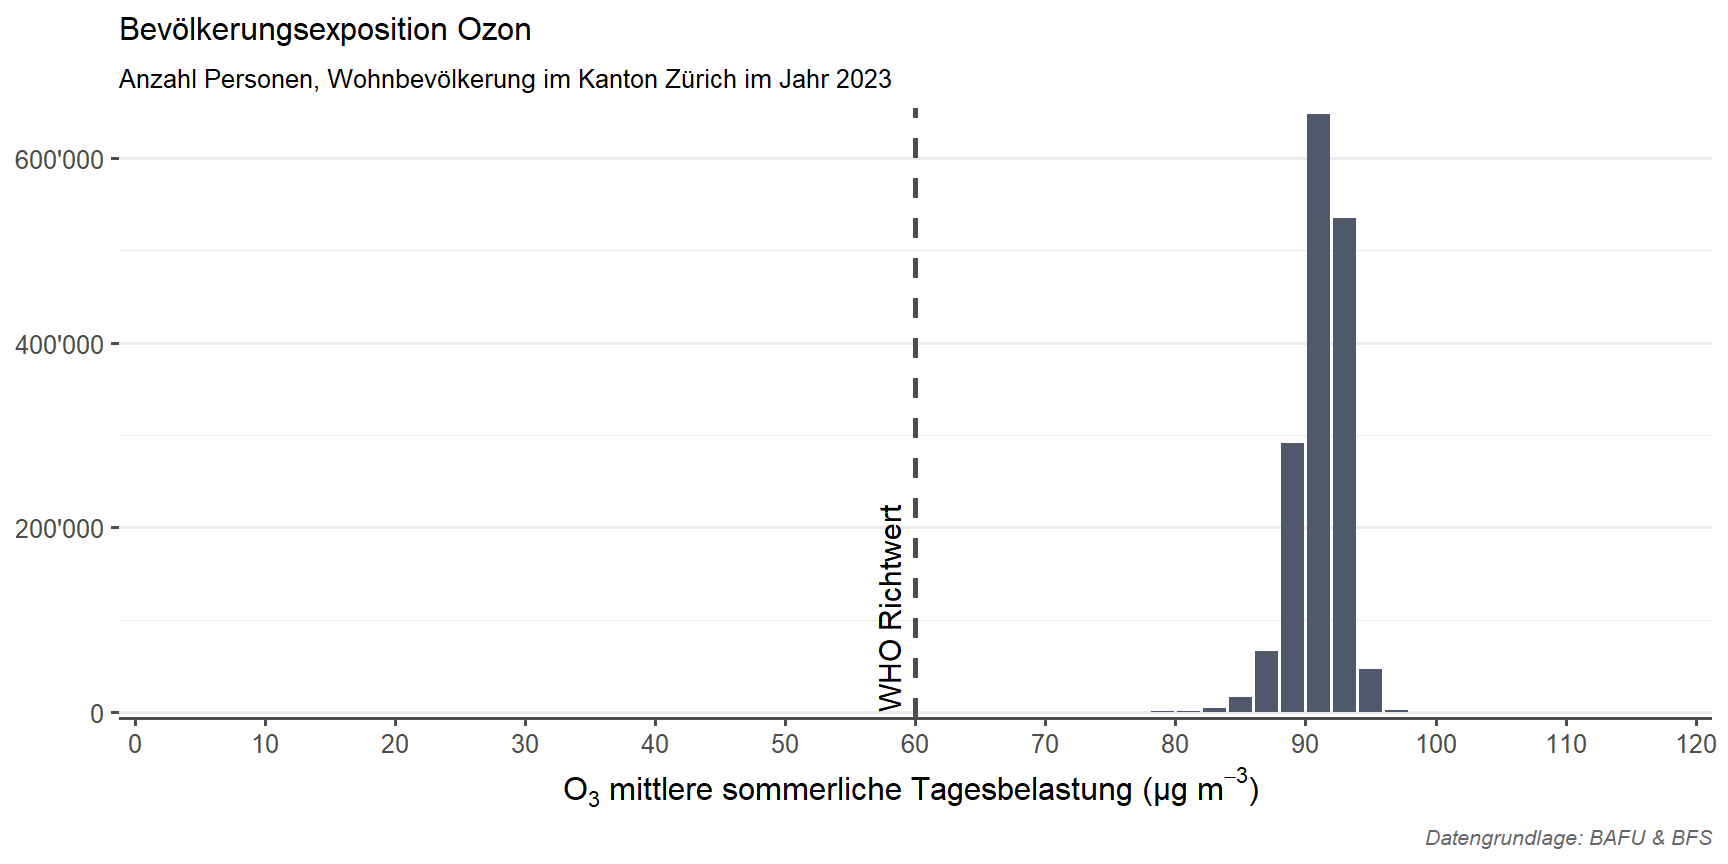 Bevölkerungsexposition Ozon
Anzahl Personen, Wohnbevölkerung im Kanton Zürich im Jahr 2023
600'000
400'000
200'000
0
WHO Richtwert
0 10 20 30 40 50 60 70 80 90 100 110 120
O₃ mittlere sommerliche Tagesbelastung (µg m⁻³)
Datengrundlage: BAFU & BFS